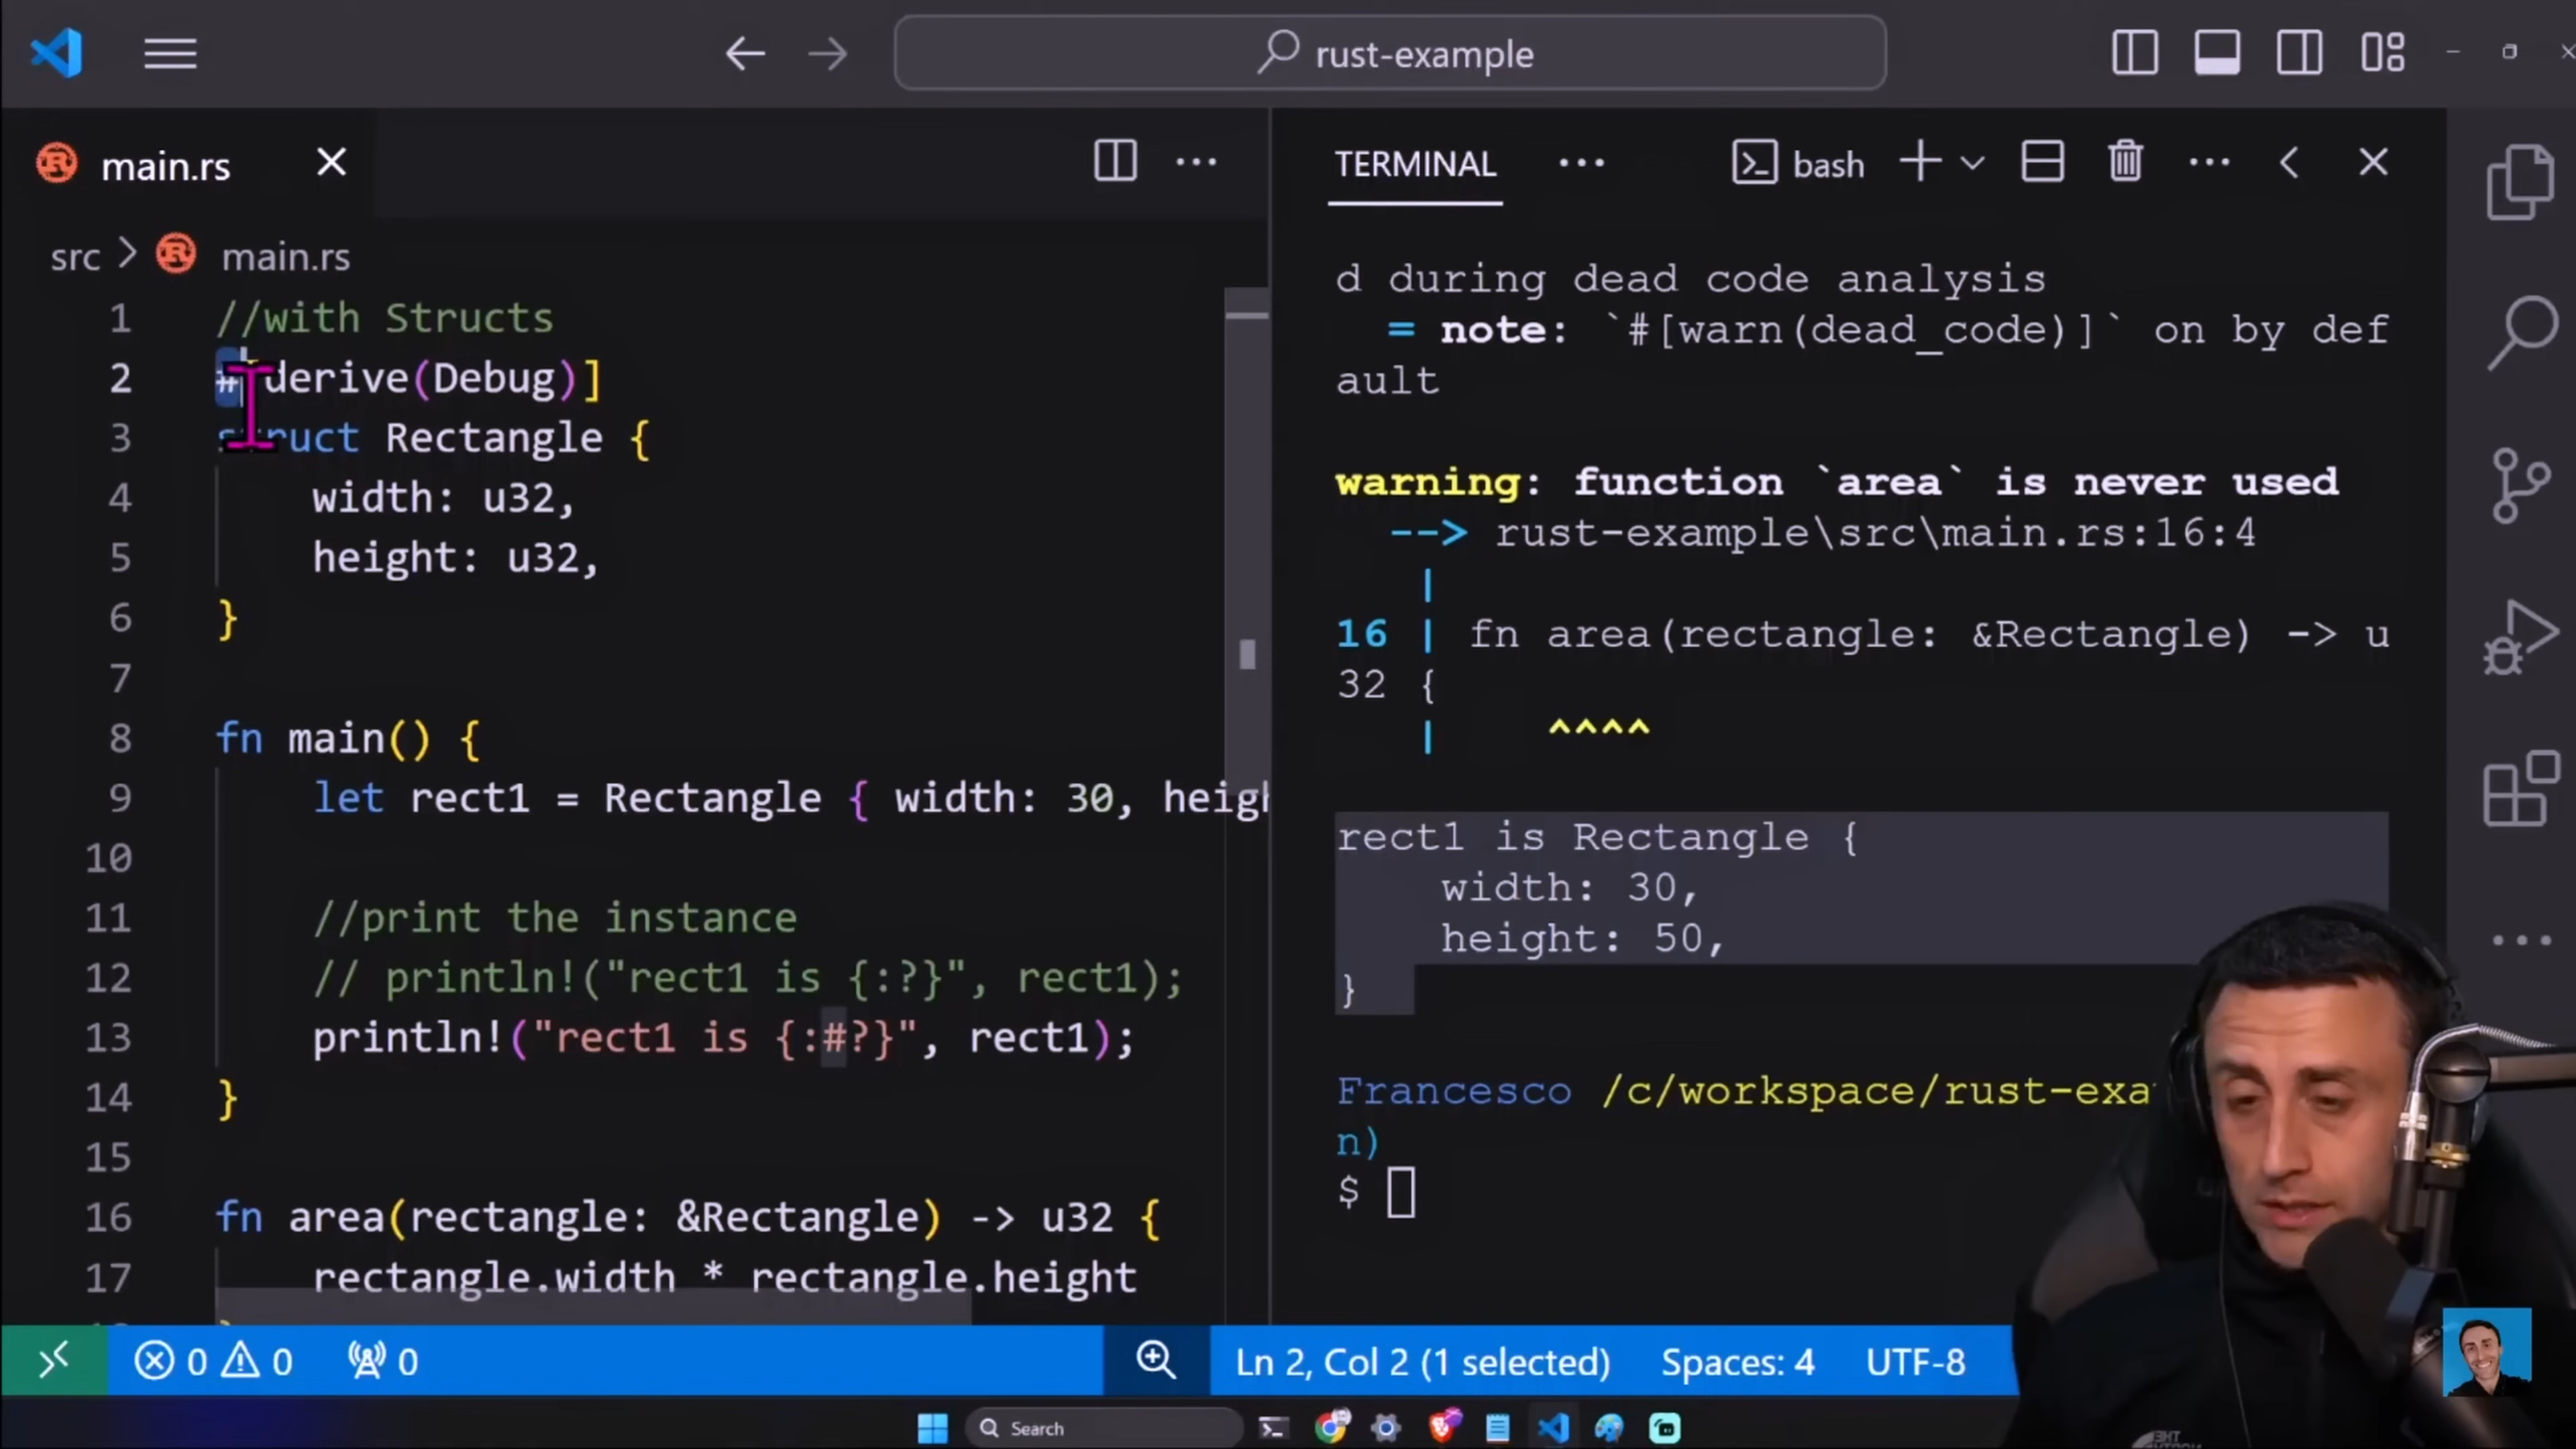 rust-example
main.rs
src > main.rs
1 //with Structs
2 #[derive(Debug)]
3 struct Rectangle {
4 width: u32,
5 height: u32,
6 }
7
8 fn main() {
9 let rect1 = Rectangle { width: 30, heigh
10
11 //print the instance
12 // println!("rect1 is {:?}", rect1);
13 println!("rect1 is {:#?}", rect1);
14 }
15
16 fn area(rectangle: &Rectangle) -> u32 {
17 rectangle.width * rectangle.height
TERMINAL
bash
d during dead code analysis
= note: `#[warn(dead_code)]` on by def
ault
warning: function `area` is never used
--> rust-example\src\main.rs:16:4
|
16 | fn area(rectangle: &Rectangle) -> u
32 {
| ^^^^
rect1 is Rectangle {
width: 30,
height: 50,
}
Francesco /c/workspace/rust-exa
n)
$
0 0 0
Ln 2, Col 2 (1 selected) Spaces: 4 UTF-8
Search